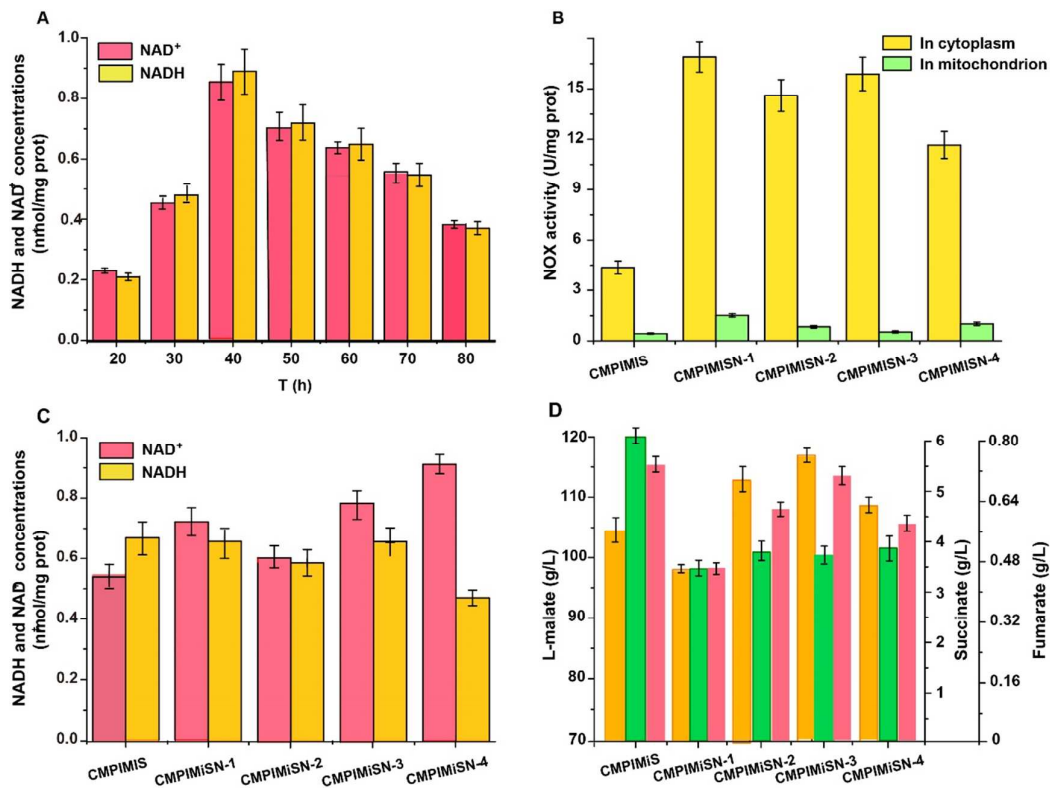 A
NADH and NAD⁺ concentrations
(nmol/mg prot)
1.0
0.8
0.6
0.4
0.2
0.0
NAD⁺
NADH
20 30 40 50 60 70 80
T (h)
B
NOX activity (U/mg prot)
15
12
9
6
3
0
In cytoplasm
In mitochondrion
CMPIMIS CMPIMISN-1 CMPIMISN-2 CMPIMISN-3 CMPIMISN-4
C
NADH and NAD⁺ concentrations
(nmol/mg prot)
1.0
0.8
0.6
0.4
0.2
0.0
NAD⁺
NADH
CMPIMIS CMPIMiSN-1 CMPIMiSN-2 CMPIMiSN-3 CMPIMiSN-4
D
L-malate (g/L)
120
110
100
90
80
70
CMPIMiS CMPIMiSN-1 CMPIMiSN-2 CMPIMiSN-3 CMPIMiSN-4
6
5
4
3
2
1
0
Succinate (g/L)
0.80
0.64
0.48
0.32
0.16
0
Fumarate (g/L)